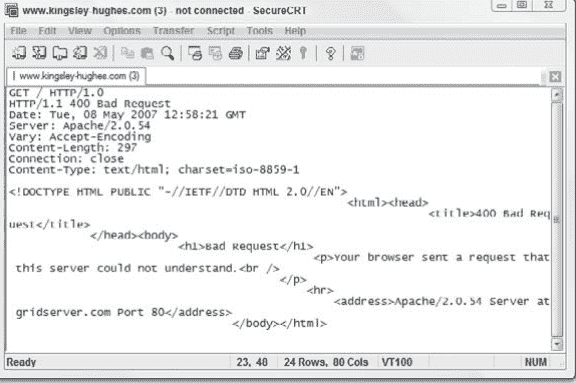 www.kingsley-hughes.com (3) - not connected - SecureCRT
File Edit View Options Transfer Script Tools Help
www.kingsley-hughes.com (3)
GET / HTTP/1.0
HTTP/1.1 400 Bad Request
Date: Tue, 08 May 2007 12:58:21 GMT
Server: Apache/2.0.54
Vary: Accept-Encoding
Content-Length: 297
Connection: close
Content-Type: text/html; charset=iso-8859-1
<!DOCTYPE HTML PUBLIC "-//IETF//DTD HTML 2.0//EN">
<html><head>
<title>400 Bad Req
uest</title>
</head><body>
<h1>Bad Request</h1>
<p>Your browser sent a request that
this server could not understand.<br />
</p>
<hr>
<address>Apache/2.0.54 Server at
gridserver.com Port 80</address>
</body></html>
Ready 23, 48 24 Rows, 80 Cols VT100 NUM